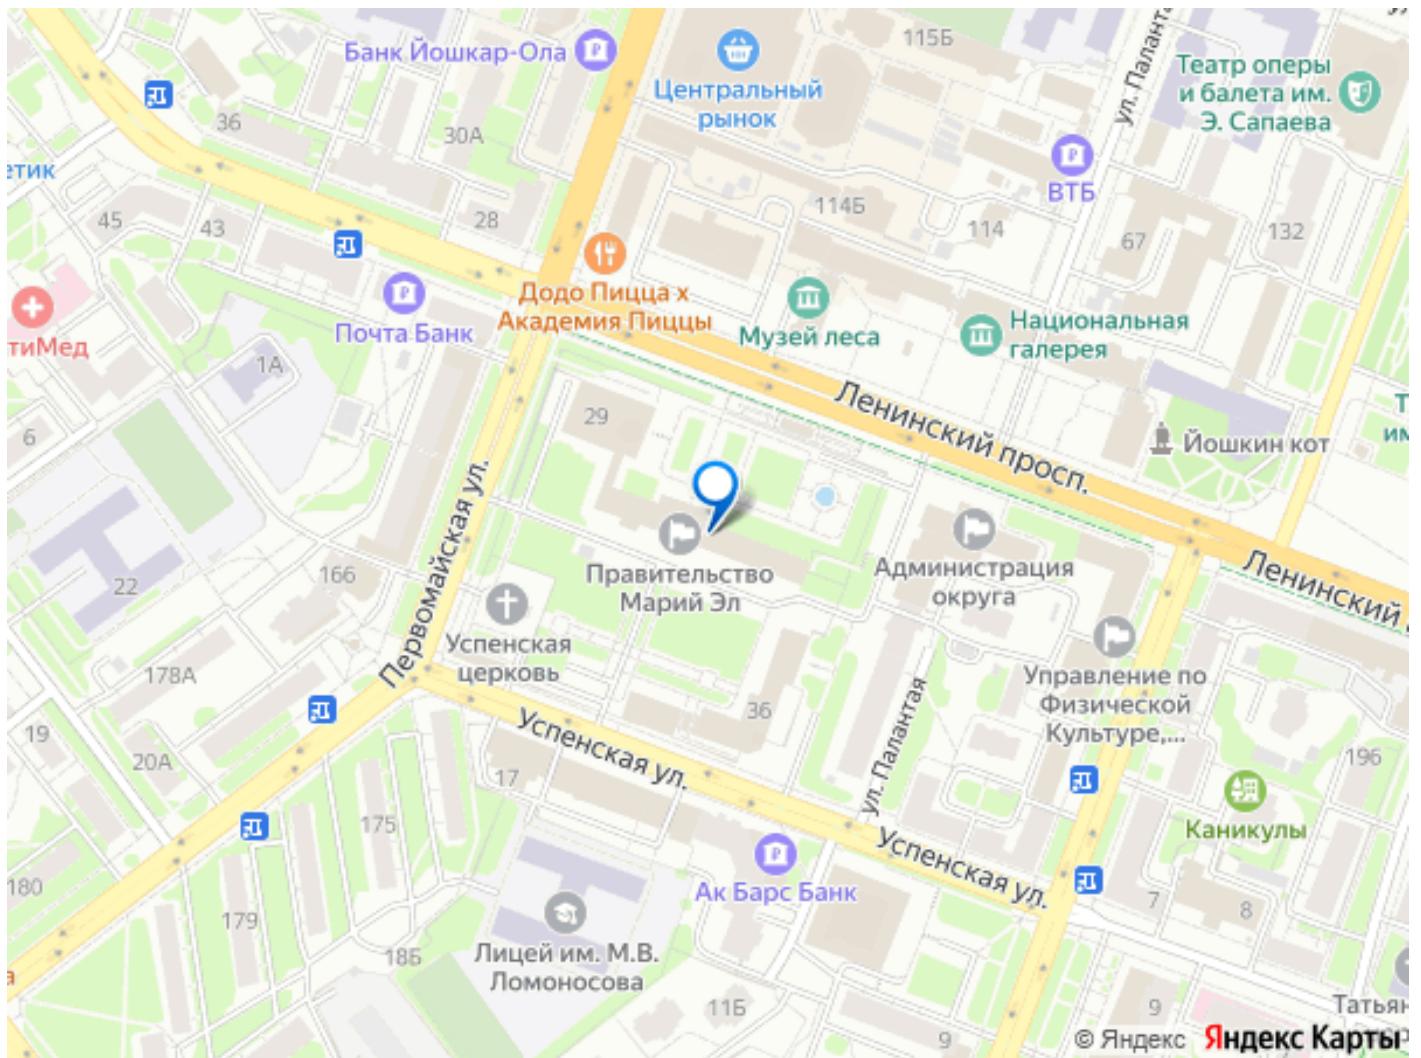 Банк Йошкар-Ола
115Б
ул. Паланта
Театр оперы
и балета им.
Э. Сапаева
Центральный
рынок
36
30А
етик
ВТБ
45
43
28
114Б
114
67
132
Додо Пицца х
Академия Пиццы
Почта Банк
Музей леса
Национальная
галерея
тиМед
1А
6
29
Ленинский просп.
Йошкин кот
Т
им
Первомайская ул.
22
166
Правительство
Марий Эл
Администрация
округа
Ленинский
Успенская
церковь
178А
Управление по
Физической
Культуре,...
19
20А
36
196
17
Успенская ул.
ул. Палантая
175
Каникулы
Ак Барс Банк
Успенская ул.
180
179
7
8
18Б
Лицей им. М.В.
Ломоносова
а
11Б
9
9
Татьян
© Яндекс
Яндекс Карты